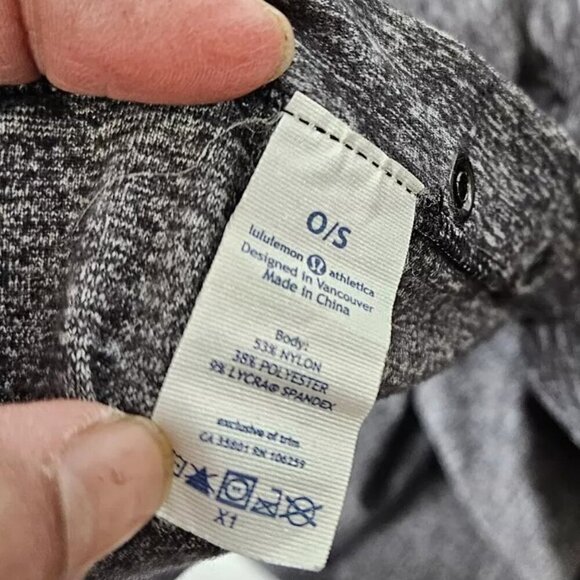 O/S
lululemon athletica
Designed in Vancouver
Made in China
Body:
53% NYLON
38% POLYESTER
9% LYCRA® SPANDEX
exclusive of trim
CA 35801 RN 106259
X1